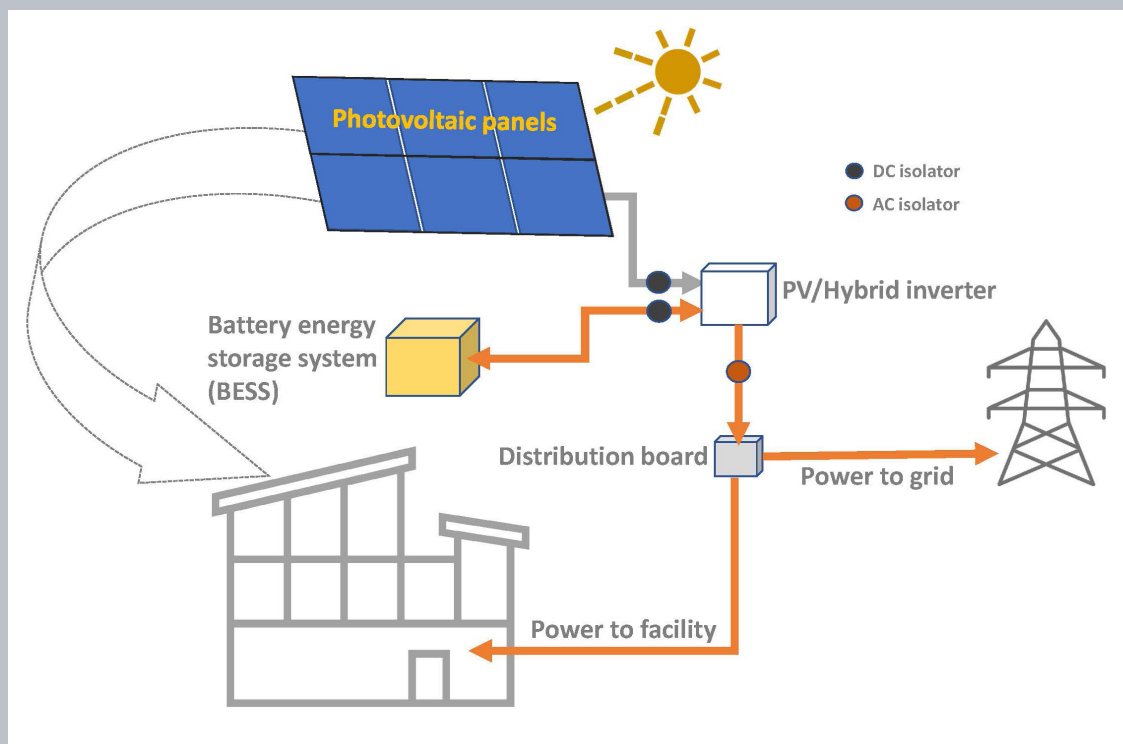 Photovoltaic panels
DC isolator
AC isolator
PV/Hybrid inverter
Battery energy
storage system
(BESS)
Distribution board
Power to grid
Power to facility